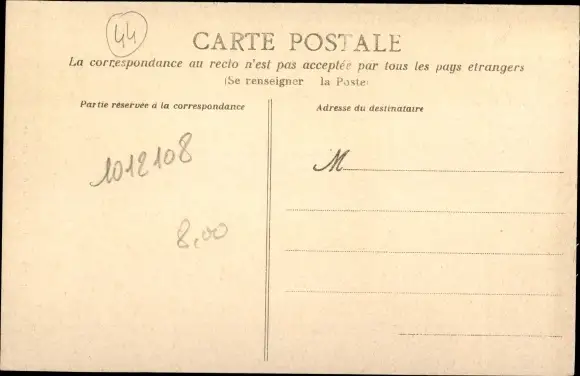 44
CARTE POSTALE
La correspondance au recto n'est pas acceptée par tous les pays etrangers
(Se renseigner la Poste)
Partie réservée à la correspondance
Adresse du destinataire
M
1018108
8,00